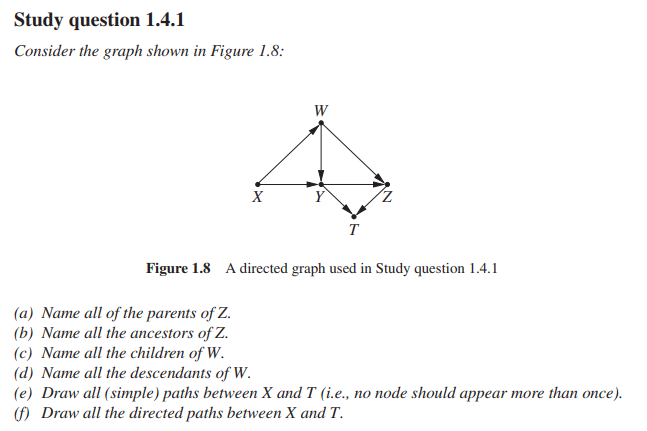 Study question 1.4.1
Consider the graph shown in Figure 1.8:
W
X
Y
Z
T
Figure 1.8 A directed graph used in Study question 1.4.1
(a) Name all of the parents of Z.
(b) Name all the ancestors of Z.
(c) Name all the children of W.
(d) Name all the descendants of W.
(e) Draw all (simple) paths between X and T (i.e., no node should appear more than once).
(f) Draw all the directed paths between X and T.